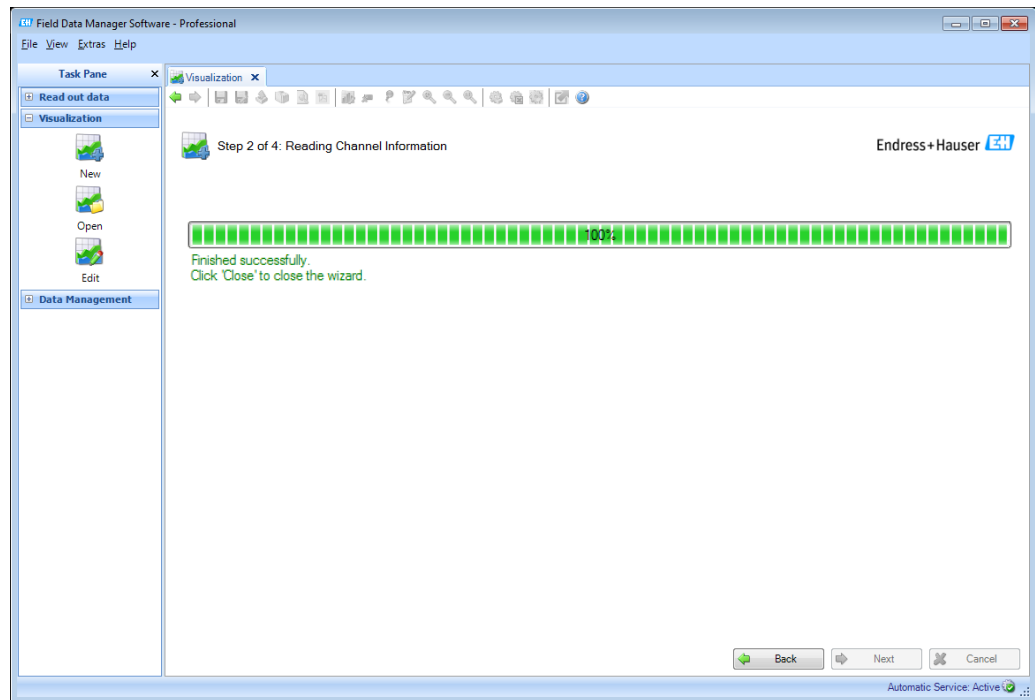 Field Data Manager Software - Professional
File View Extras Help
Task Pane
Visualization
Read out data
Visualization
New
Open
Edit
Data Management
Step 2 of 4: Reading Channel Information
Endress+Hauser EH
100%
Finished successfully.
Click 'Close' to close the wizard.
Back Next Cancel
Automatic Service: Active